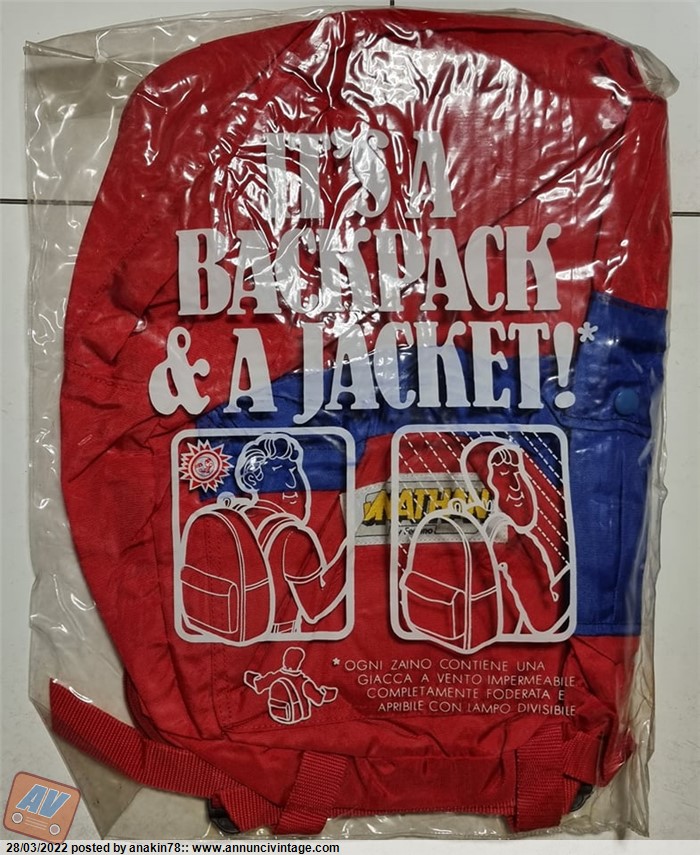 IT'S A
BACKPACK
& A JACKET!*
NATHAN
*OGNI ZAINO CONTIENE UNA
GIACCA A VENTO IMPERMEABILE
COMPLETAMENTE FODERATA E
APRIBILE CON LAMPO DIVISIBILE
AV
28/03/2022 posted by anakin78:: www.annuncivintage.com